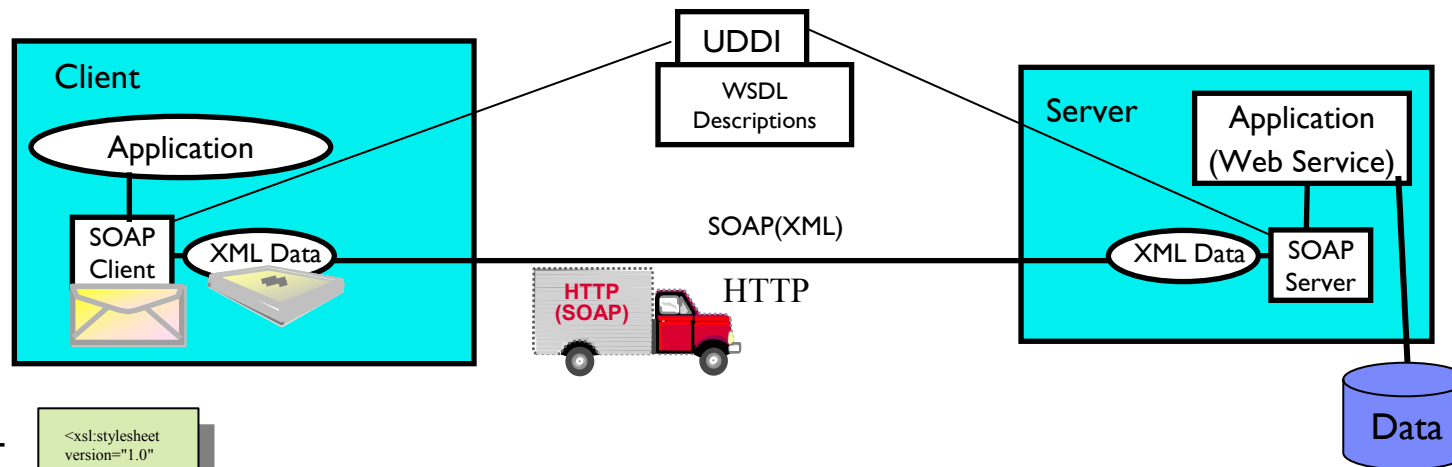 UDDI
WSDL
Descriptions
Client
Application
SOAP
Client
XML Data
SOAP(XML)
HTTP
(SOAP)
HTTP
Server
Application
(Web Service)
XML Data
SOAP
Server
Data
<xsl:stylesheet
version="1.0"